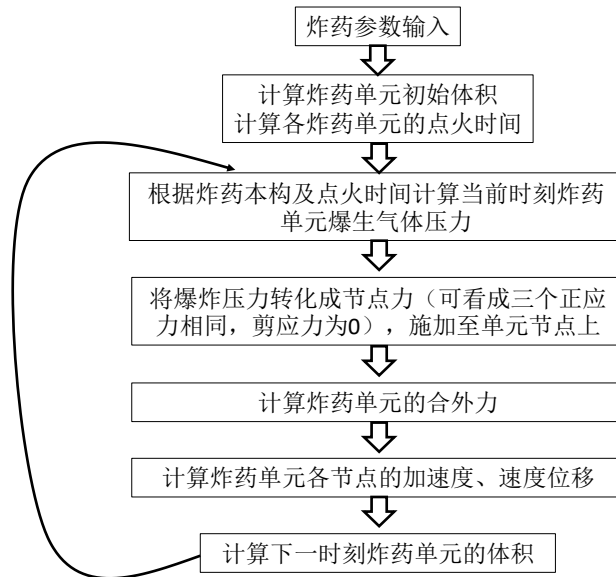 炸药参数输入
计算炸药单元初始体积
计算各炸药单元的点火时间
根据炸药本构及点火时间计算当前时刻炸药
单元爆生气体压力
将爆炸压力转化成节点力（可看成三个正应
力相同，剪应力为0），施加至单元节点上
计算炸药单元的合外力
计算炸药单元各节点的加速度、速度位移
计算下一时刻炸药单元的体积